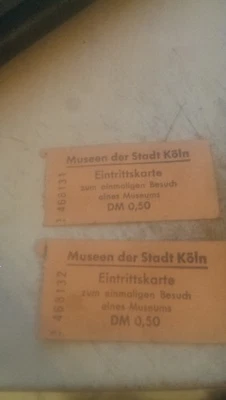 Museen der Stadt Köln
Eintrittskarte
zum einmaligen Besuch
eines Museums
DM 0,50
468131
Museen der Stadt Köln
Eintrittskarte
zum einmaligen Besuch
eines Museums
DM 0,50
468132